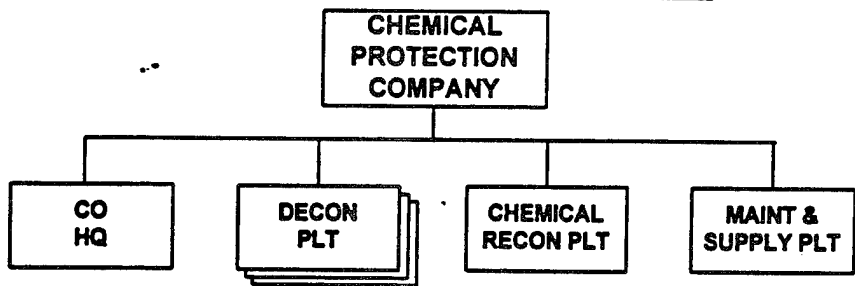 CHEMICAL
PROTECTION
COMPANY
CO
HQ
DECON
PLT
CHEMICAL
RECON PLT
MAINT &
SUPPLY PLT